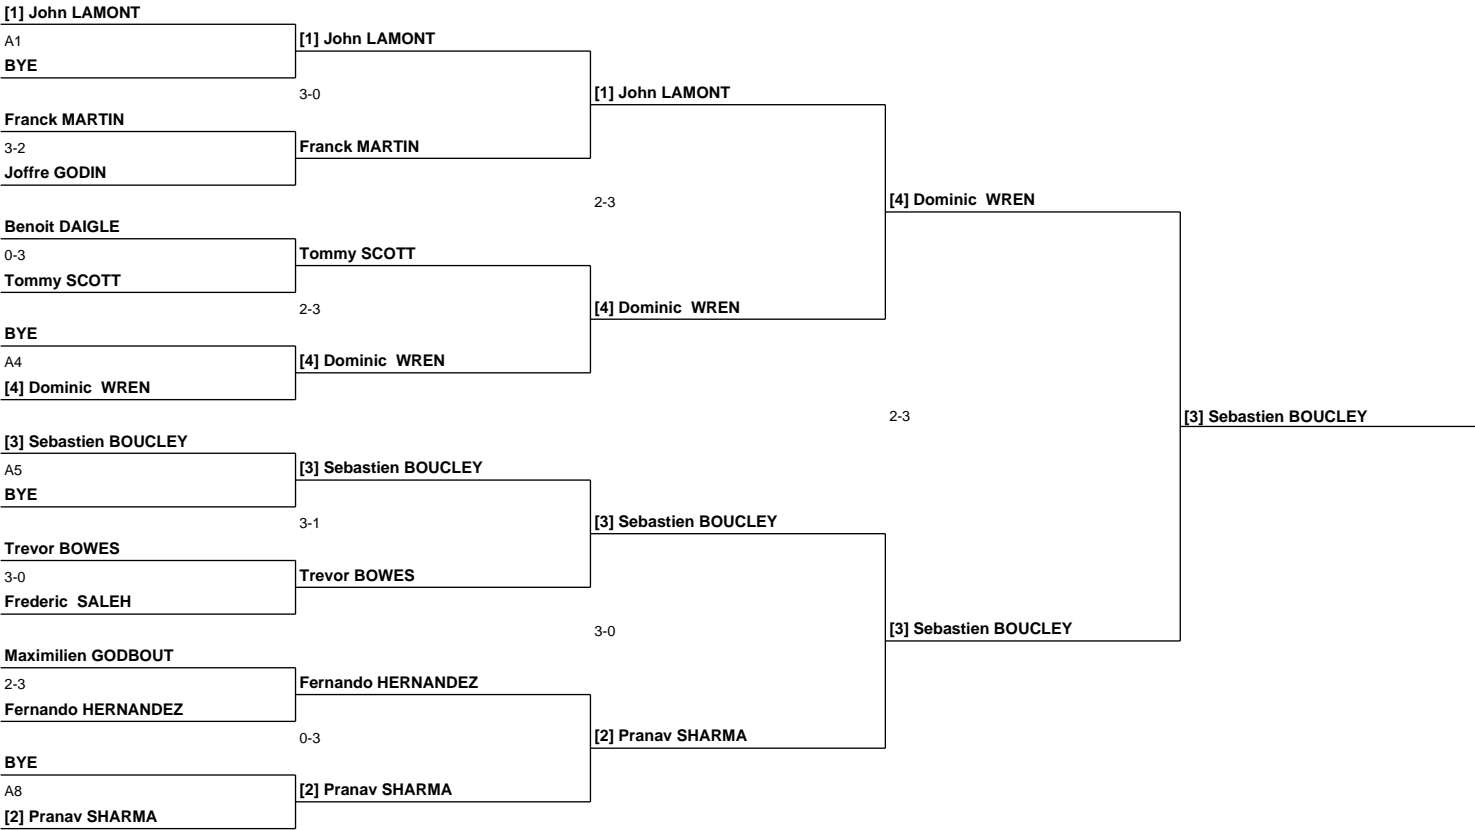 [1] John LAMONT
A1
BYE
[1] John LAMONT
3-0
[1] John LAMONT
Franck MARTIN
3-2
Joffre GODIN
Franck MARTIN
2-3
[4] Dominic WREN
Benoit DAIGLE
0-3
Tommy SCOTT
Tommy SCOTT
2-3
[4] Dominic WREN
BYE
A4
[4] Dominic WREN
[4] Dominic WREN
2-3
[3] Sebastien BOUCLEY
[3] Sebastien BOUCLEY
A5
BYE
[3] Sebastien BOUCLEY
3-1
[3] Sebastien BOUCLEY
Trevor BOWES
3-0
Frederic SALEH
Trevor BOWES
3-0
[3] Sebastien BOUCLEY
Maximilien GODBOUT
2-3
Fernando HERNANDEZ
Fernando HERNANDEZ
0-3
[2] Pranav SHARMA
BYE
A8
[2] Pranav SHARMA
[2] Pranav SHARMA